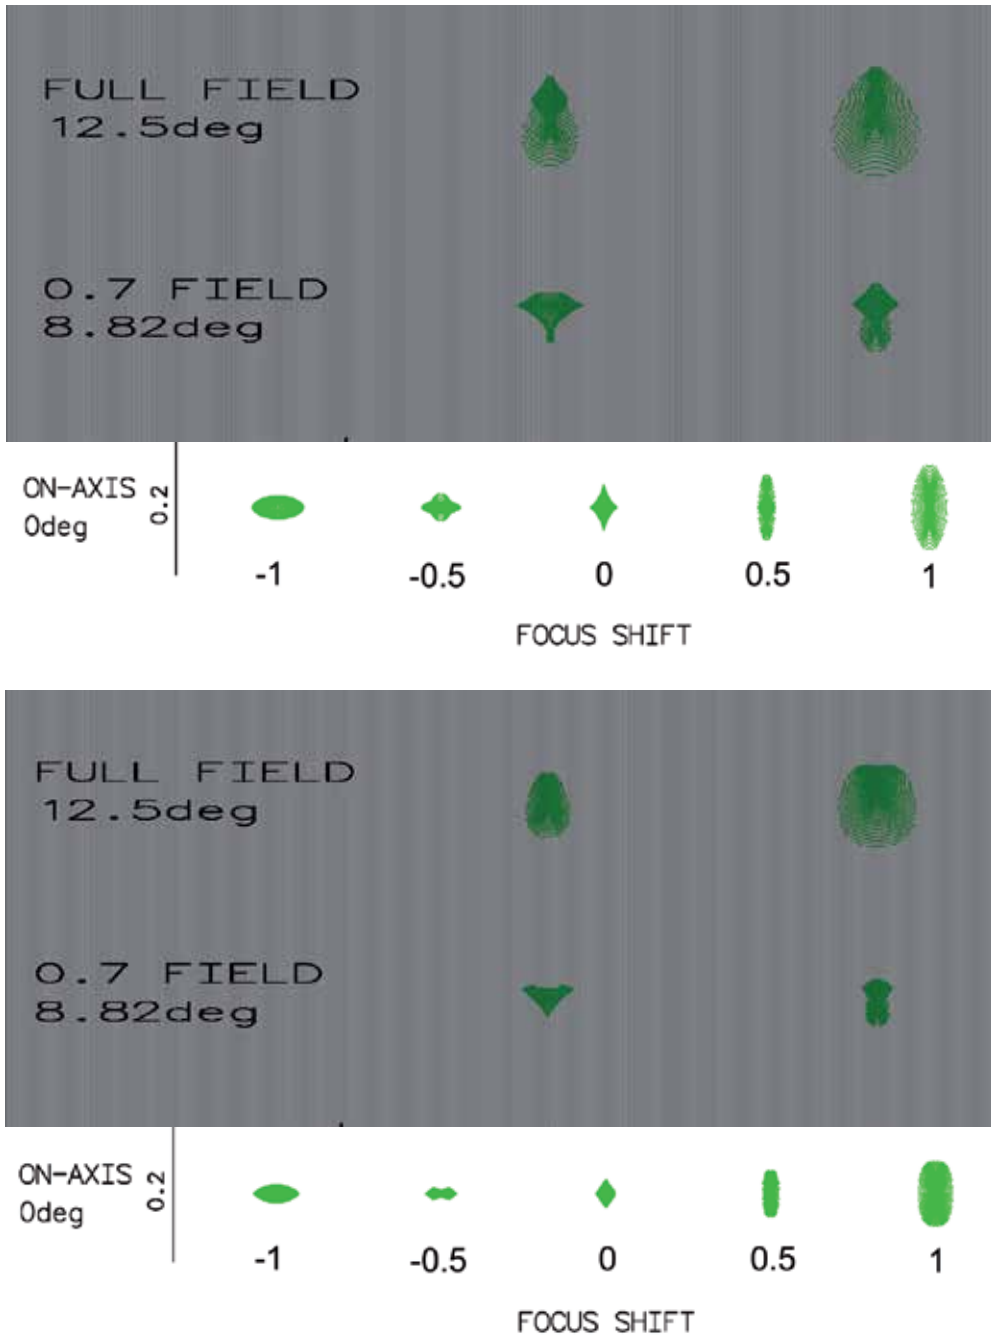 FULL FIELD
12.5deg
0.7 FIELD
8.82deg
ON-AXIS
0deg
0.2
-1 -0.5 0 0.5 1
FOCUS SHIFT
FULL FIELD
12.5deg
0.7 FIELD
8.82deg
ON-AXIS
0deg
0.2
-1 -0.5 0 0.5 1
FOCUS SHIFT